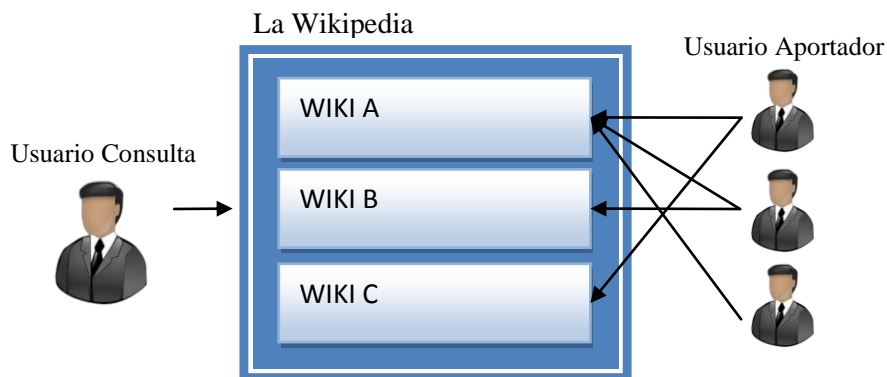 La Wikipedia
Usuario Aportador
WIKI A
Usuario Consulta
WIKI B
WIKI C